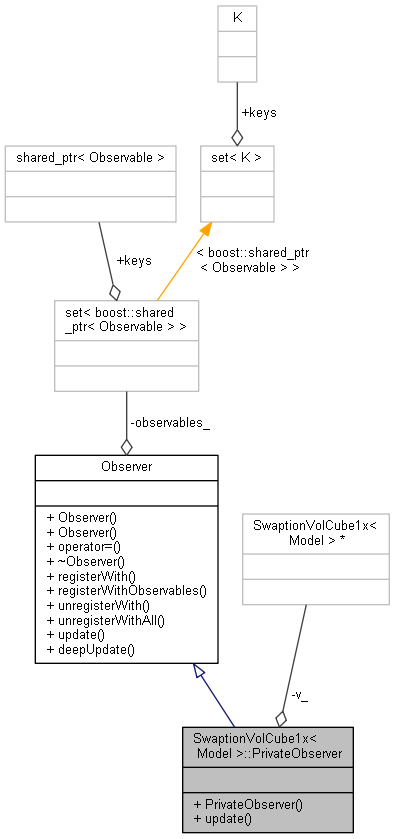 K
+keys
shared_ptr< Observable >
set< K >
+keys
< boost::shared_ptr
< Observable > >
set< boost::shared
_ptr< Observable > >
-observables_
Observer
+ Observer()
+ Observer()
+ operator=()
+ ~Observer()
+ registerWith()
+ registerWithObservables()
+ unregisterWith()
+ unregisterWithAll()
+ update()
+ deepUpdate()
SwaptionVolCube1x<
Model > *
-v_
SwaptionVolCube1x<
Model >::PrivateObserver
+ PrivateObserver()
+ update()